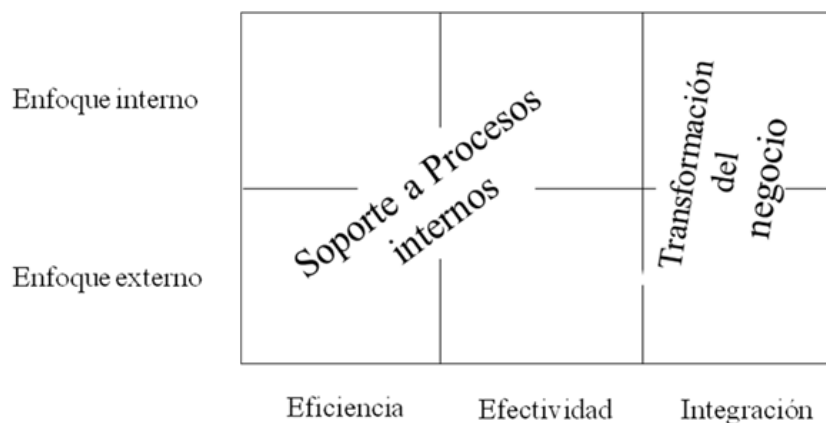 Enfoque interno
Enfoque externo
Soporte a Procesos
internos
Transformación
del
negocio
Eficiencia
Efectividad
Integración